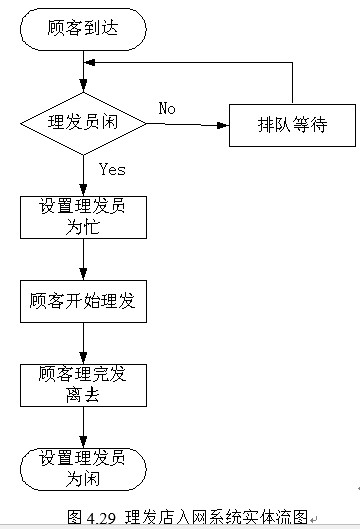 顾客到达
理发员闲
No
排队等待
Yes
设置理发员
为忙
顾客开始理发
顾客理完发
离去
设置理发员
为闲
图 4.29 理发店入网系统实体流图